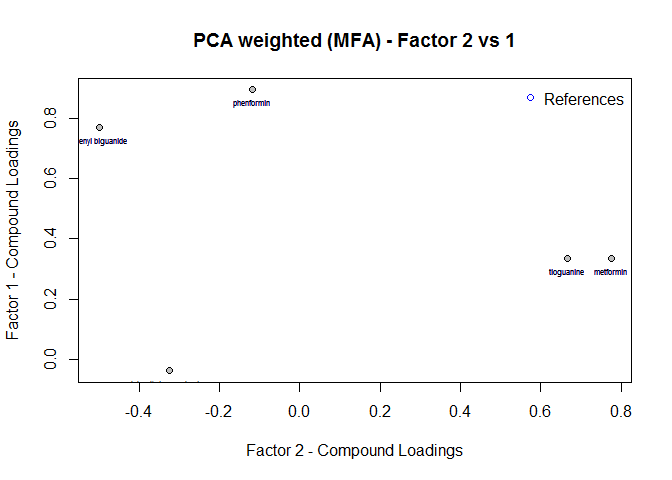 PCA weighted (MFA) - Factor 2 vs 1
References
phenformin
enyl biguanide
tioguanine
metformin
Factor 1 - Compound Loadings
0.0
0.2
0.4
0.6
0.8
-0.4
-0.2
0.0
0.2
0.4
0.6
0.8
Factor 2 - Compound Loadings